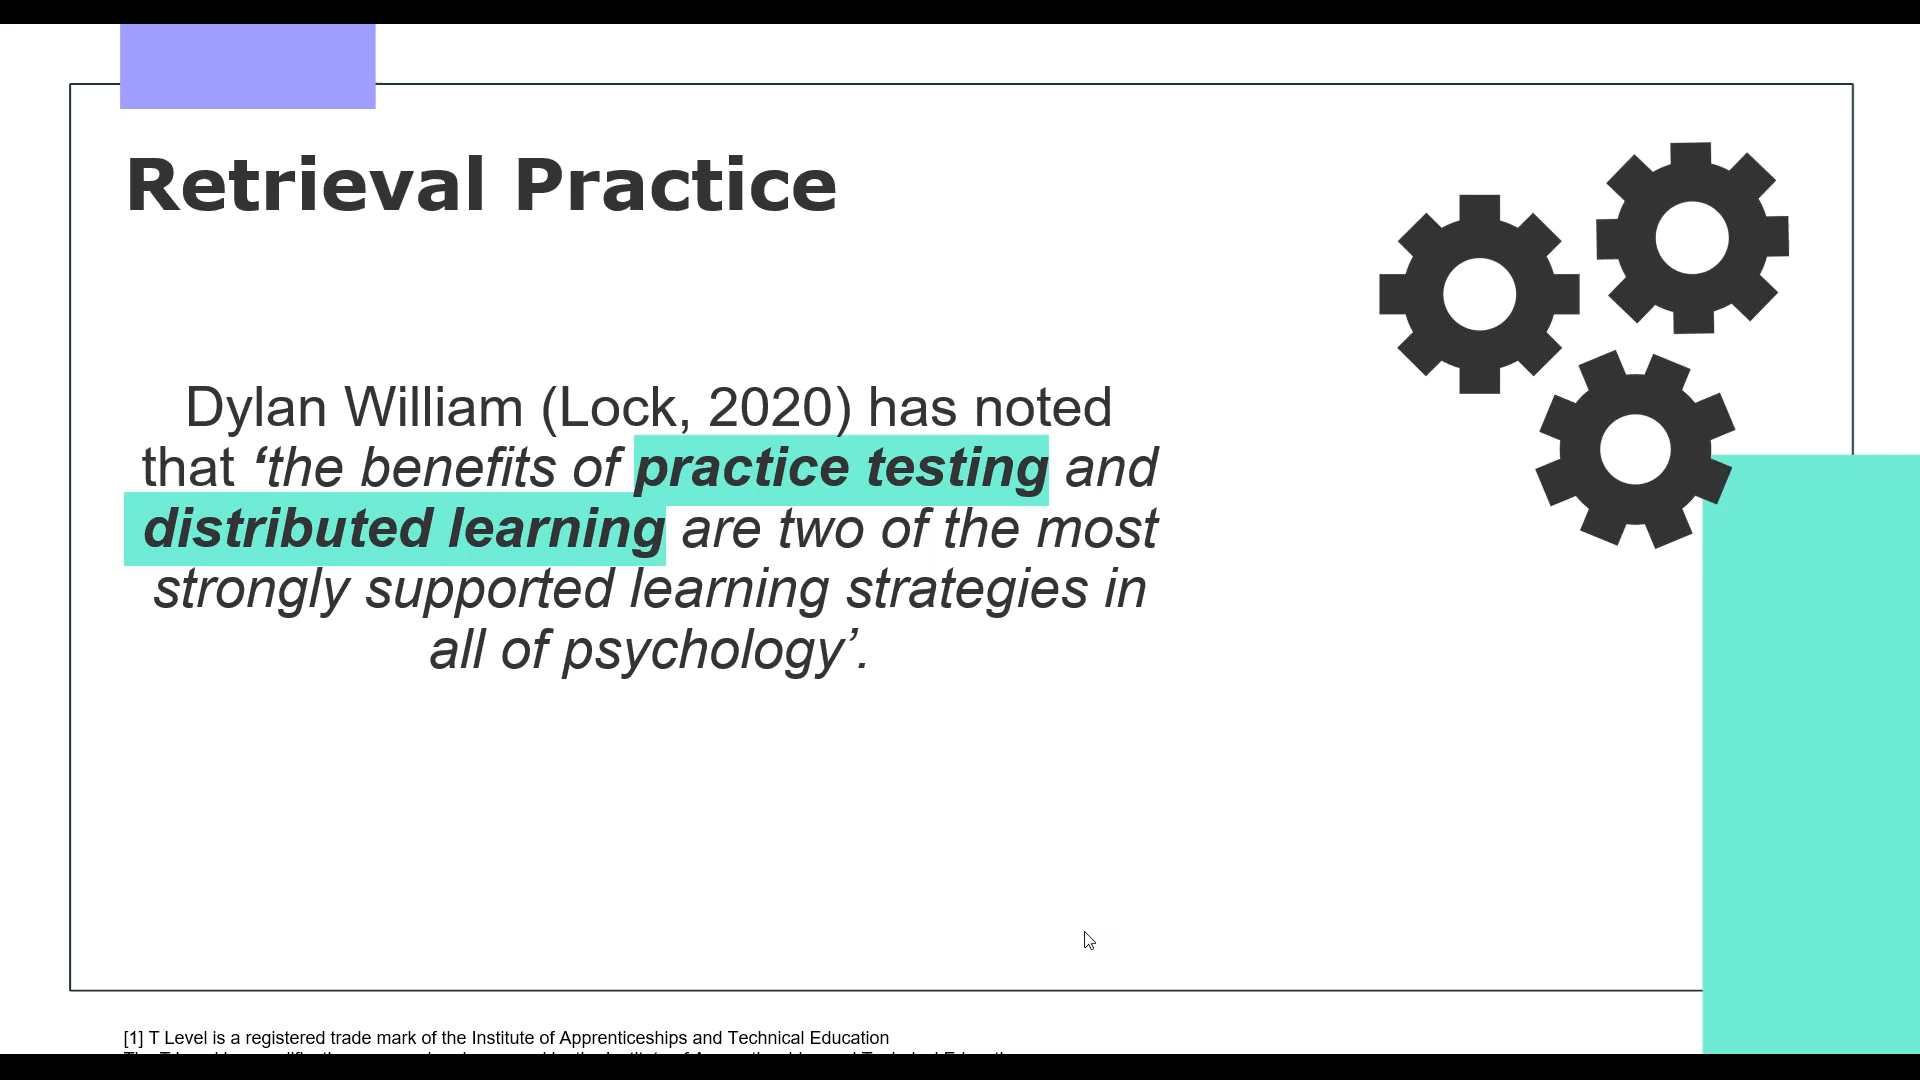 Retrieval Practice
Dylan William (Lock, 2020) has noted
that ‘the benefits of practice testing and
distributed learning are two of the most
strongly supported learning strategies in
all of psychology’.
[1] T Level is a registered trade mark of the Institute of Apprenticeships and Technical Education